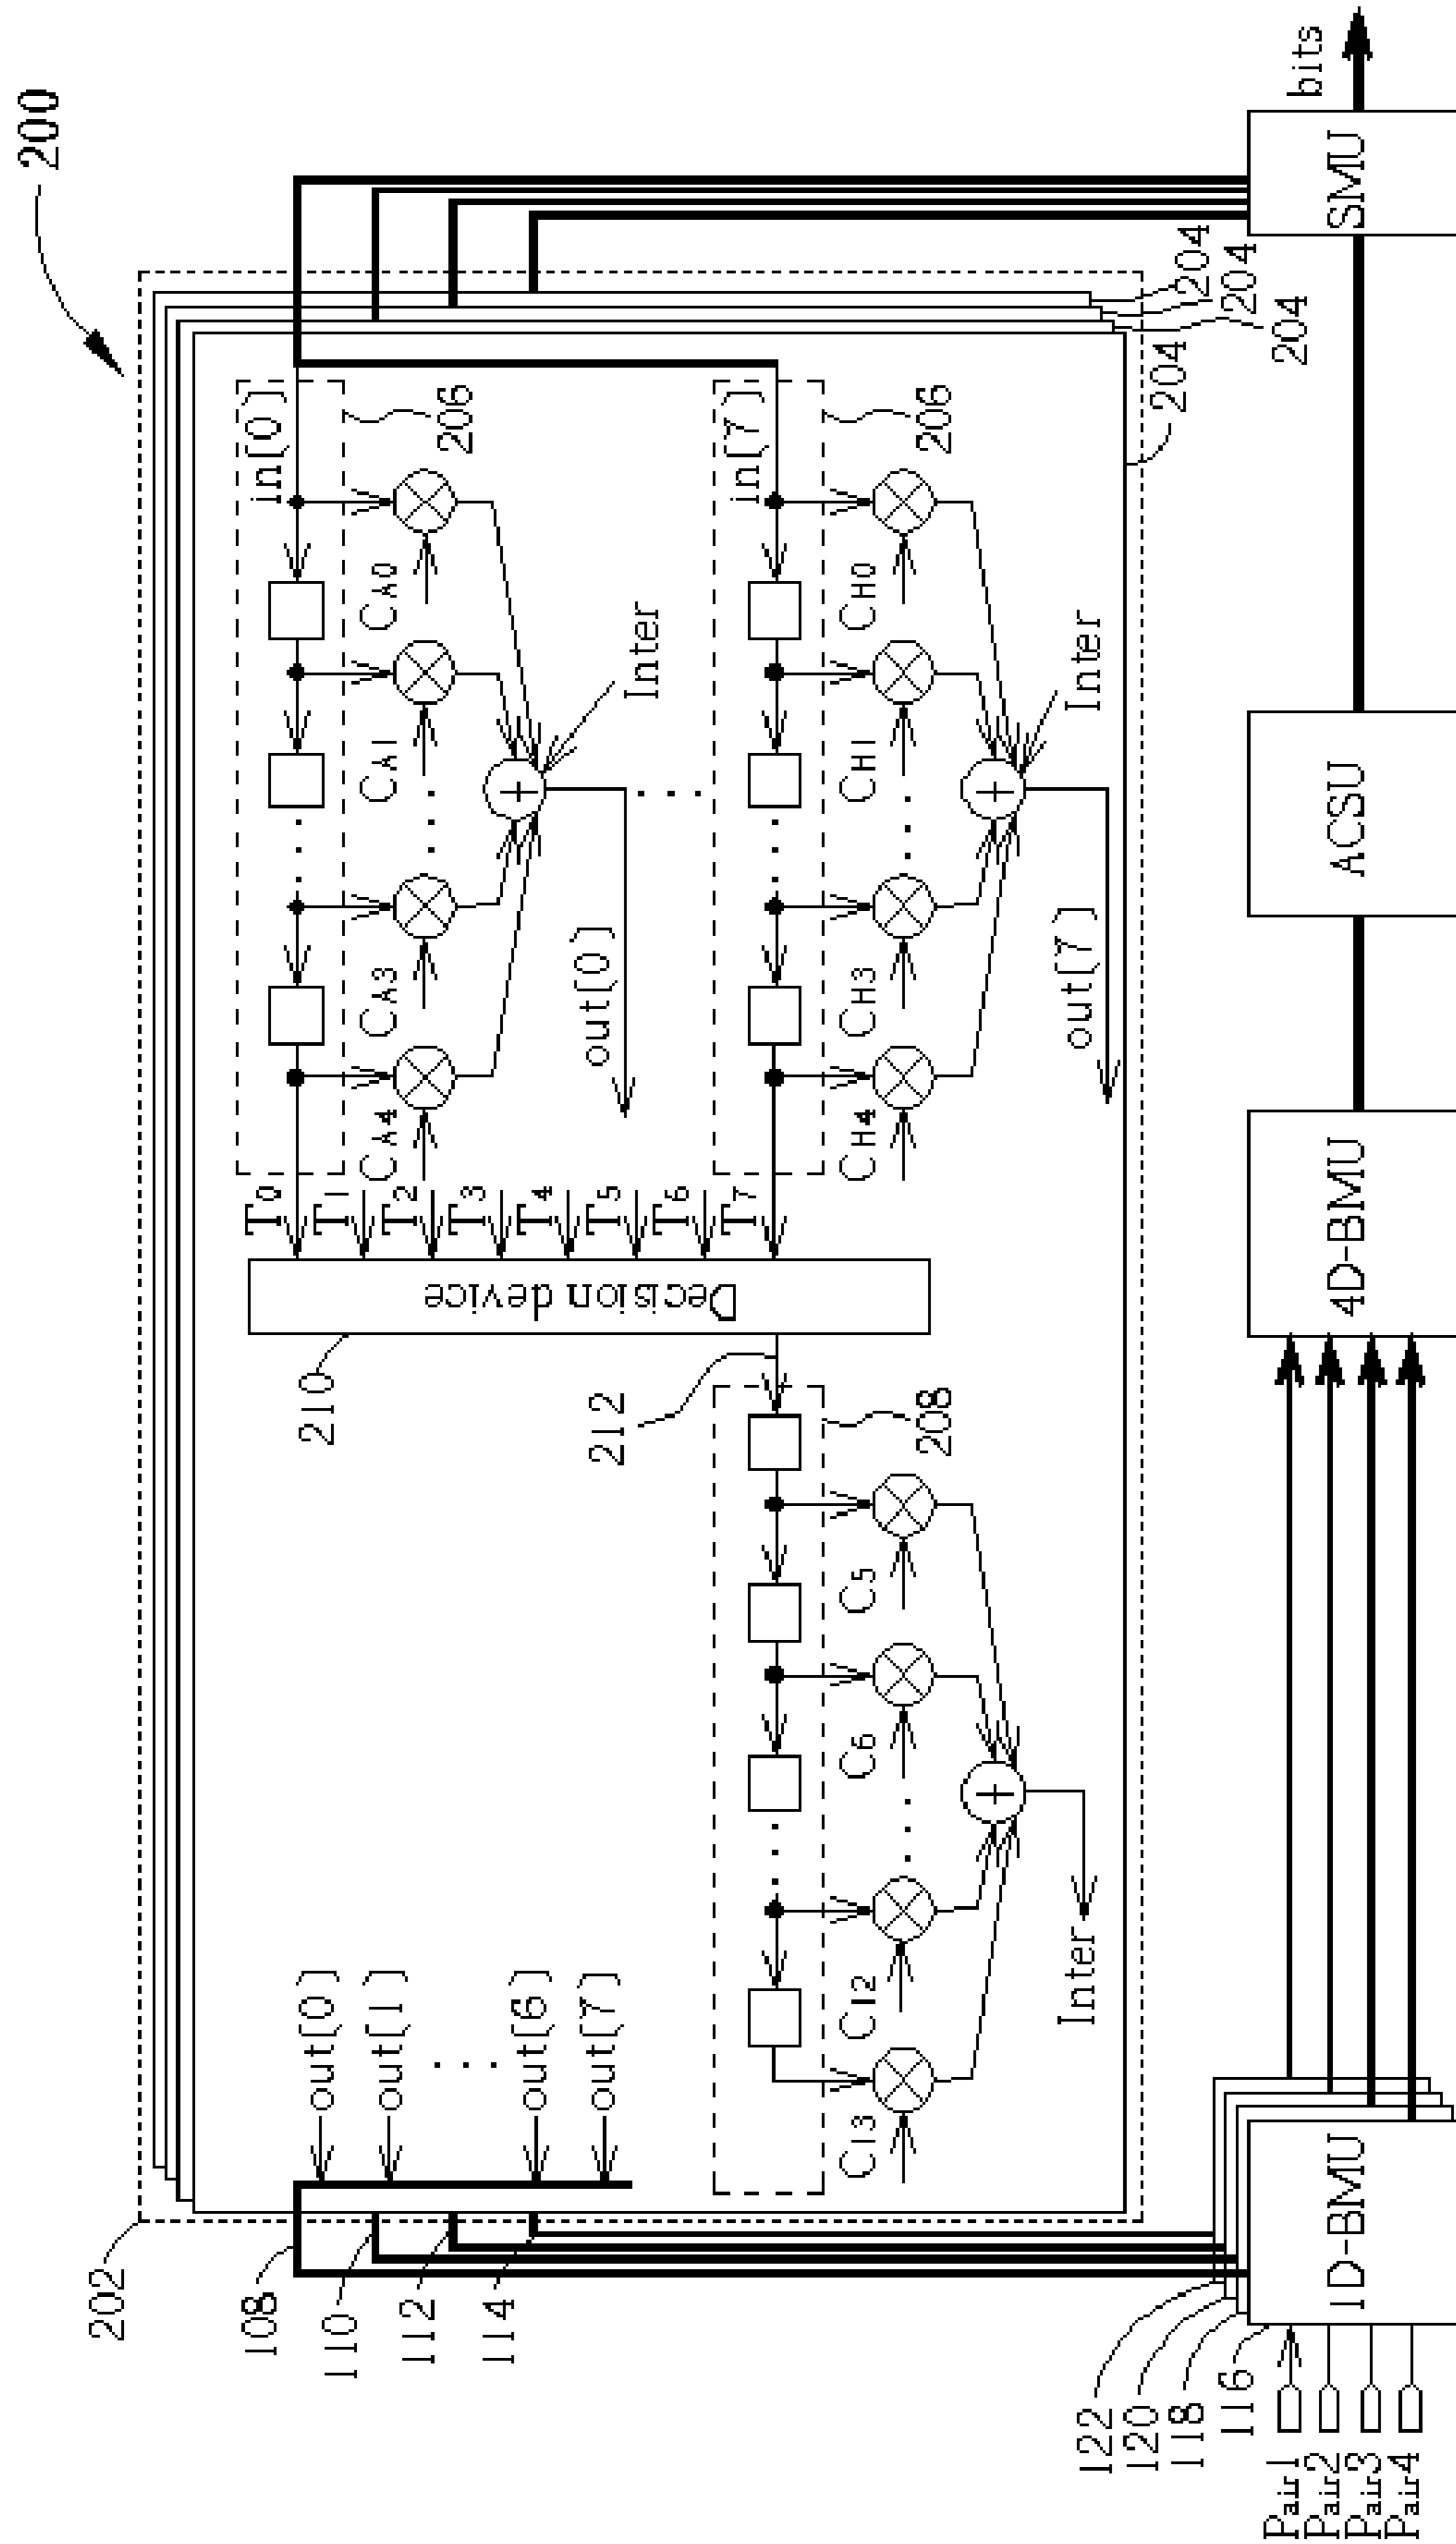 200
202
108
110
112
114
out(0)
out(1)
. . .
out(6)
out(7)
210
Decision device
212
T0
T1
T2
T3
T4
T5
T6
T7
in(0)
206
CA4
CA3
. . .
CA1
CA0
Inter
out(0)
. . .
in(7)
206
CH4
CH3
. . .
CH1
CH0
Inter
out(7)
208
C13
C12
. . .
C6
C5
Inter
204
204
204
204
122
120
118
116
Pair1
Pair2
Pair3
Pair4
1D-BMU
4D-BMU
ACSU
SMU
bits